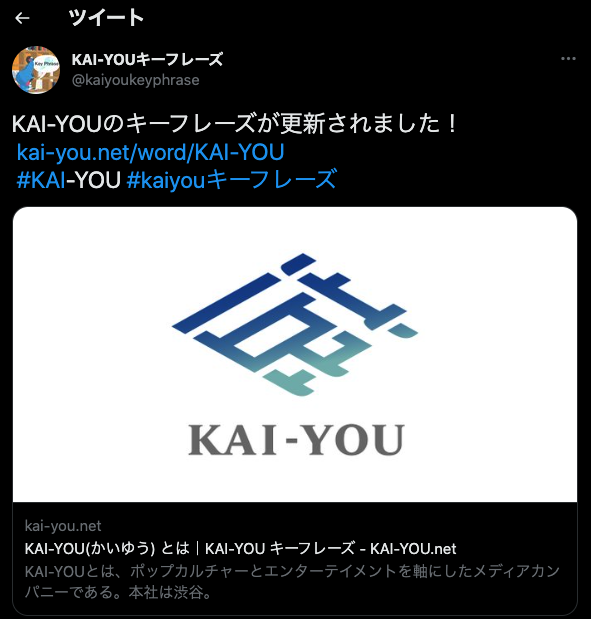 ツイート
KAI-YOUキーフレーズ
@kaiyoukeyphrase
KAI-YOUのキーフレーズが更新されました！
kai-you.net/word/KAI-YOU
#KAI-YOU #kaiyouキーフレーズ
KAI-YOU
kai-you.net
KAI-YOU(かいゆう) とは｜KAI-YOU キーフレーズ - KAI-YOU.net
KAI-YOUとは、ポップカルチャーとエンターテイメントを軸にしたメディアカン
パニーである。本社は渋谷。